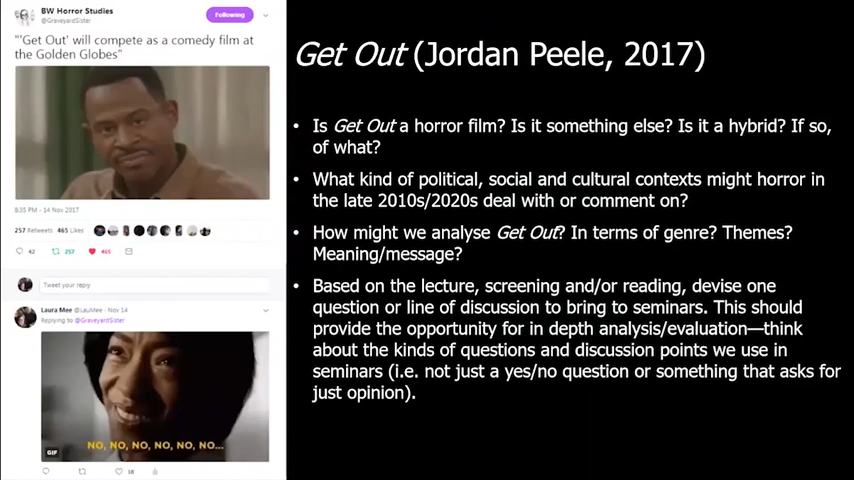 BW Horror Studies
@GraveyardSister
Following
"'Get Out' will compete as a comedy film at
the Golden Globes"
8:35 PM - 14 Nov 2017
257 Retweets 465 Likes
42 257 465
Tweet your reply
Laura Mee @LauMee · Nov 14
Replying to @GraveyardSister
NO, NO, NO, NO, NO, NO...
GIF
18
Get Out (Jordan Peele, 2017)
• Is Get Out a horror film? Is it something else? Is it a hybrid? If so,
of what?
• What kind of political, social and cultural contexts might horror in
the late 2010s/2020s deal with or comment on?
• How might we analyse Get Out? In terms of genre? Themes?
Meaning/message?
• Based on the lecture, screening and/or reading, devise one
question or line of discussion to bring to seminars. This should
provide the opportunity for in depth analysis/evaluation—think
about the kinds of questions and discussion points we use in
seminars (i.e. not just a yes/no question or something that asks for
just opinion).